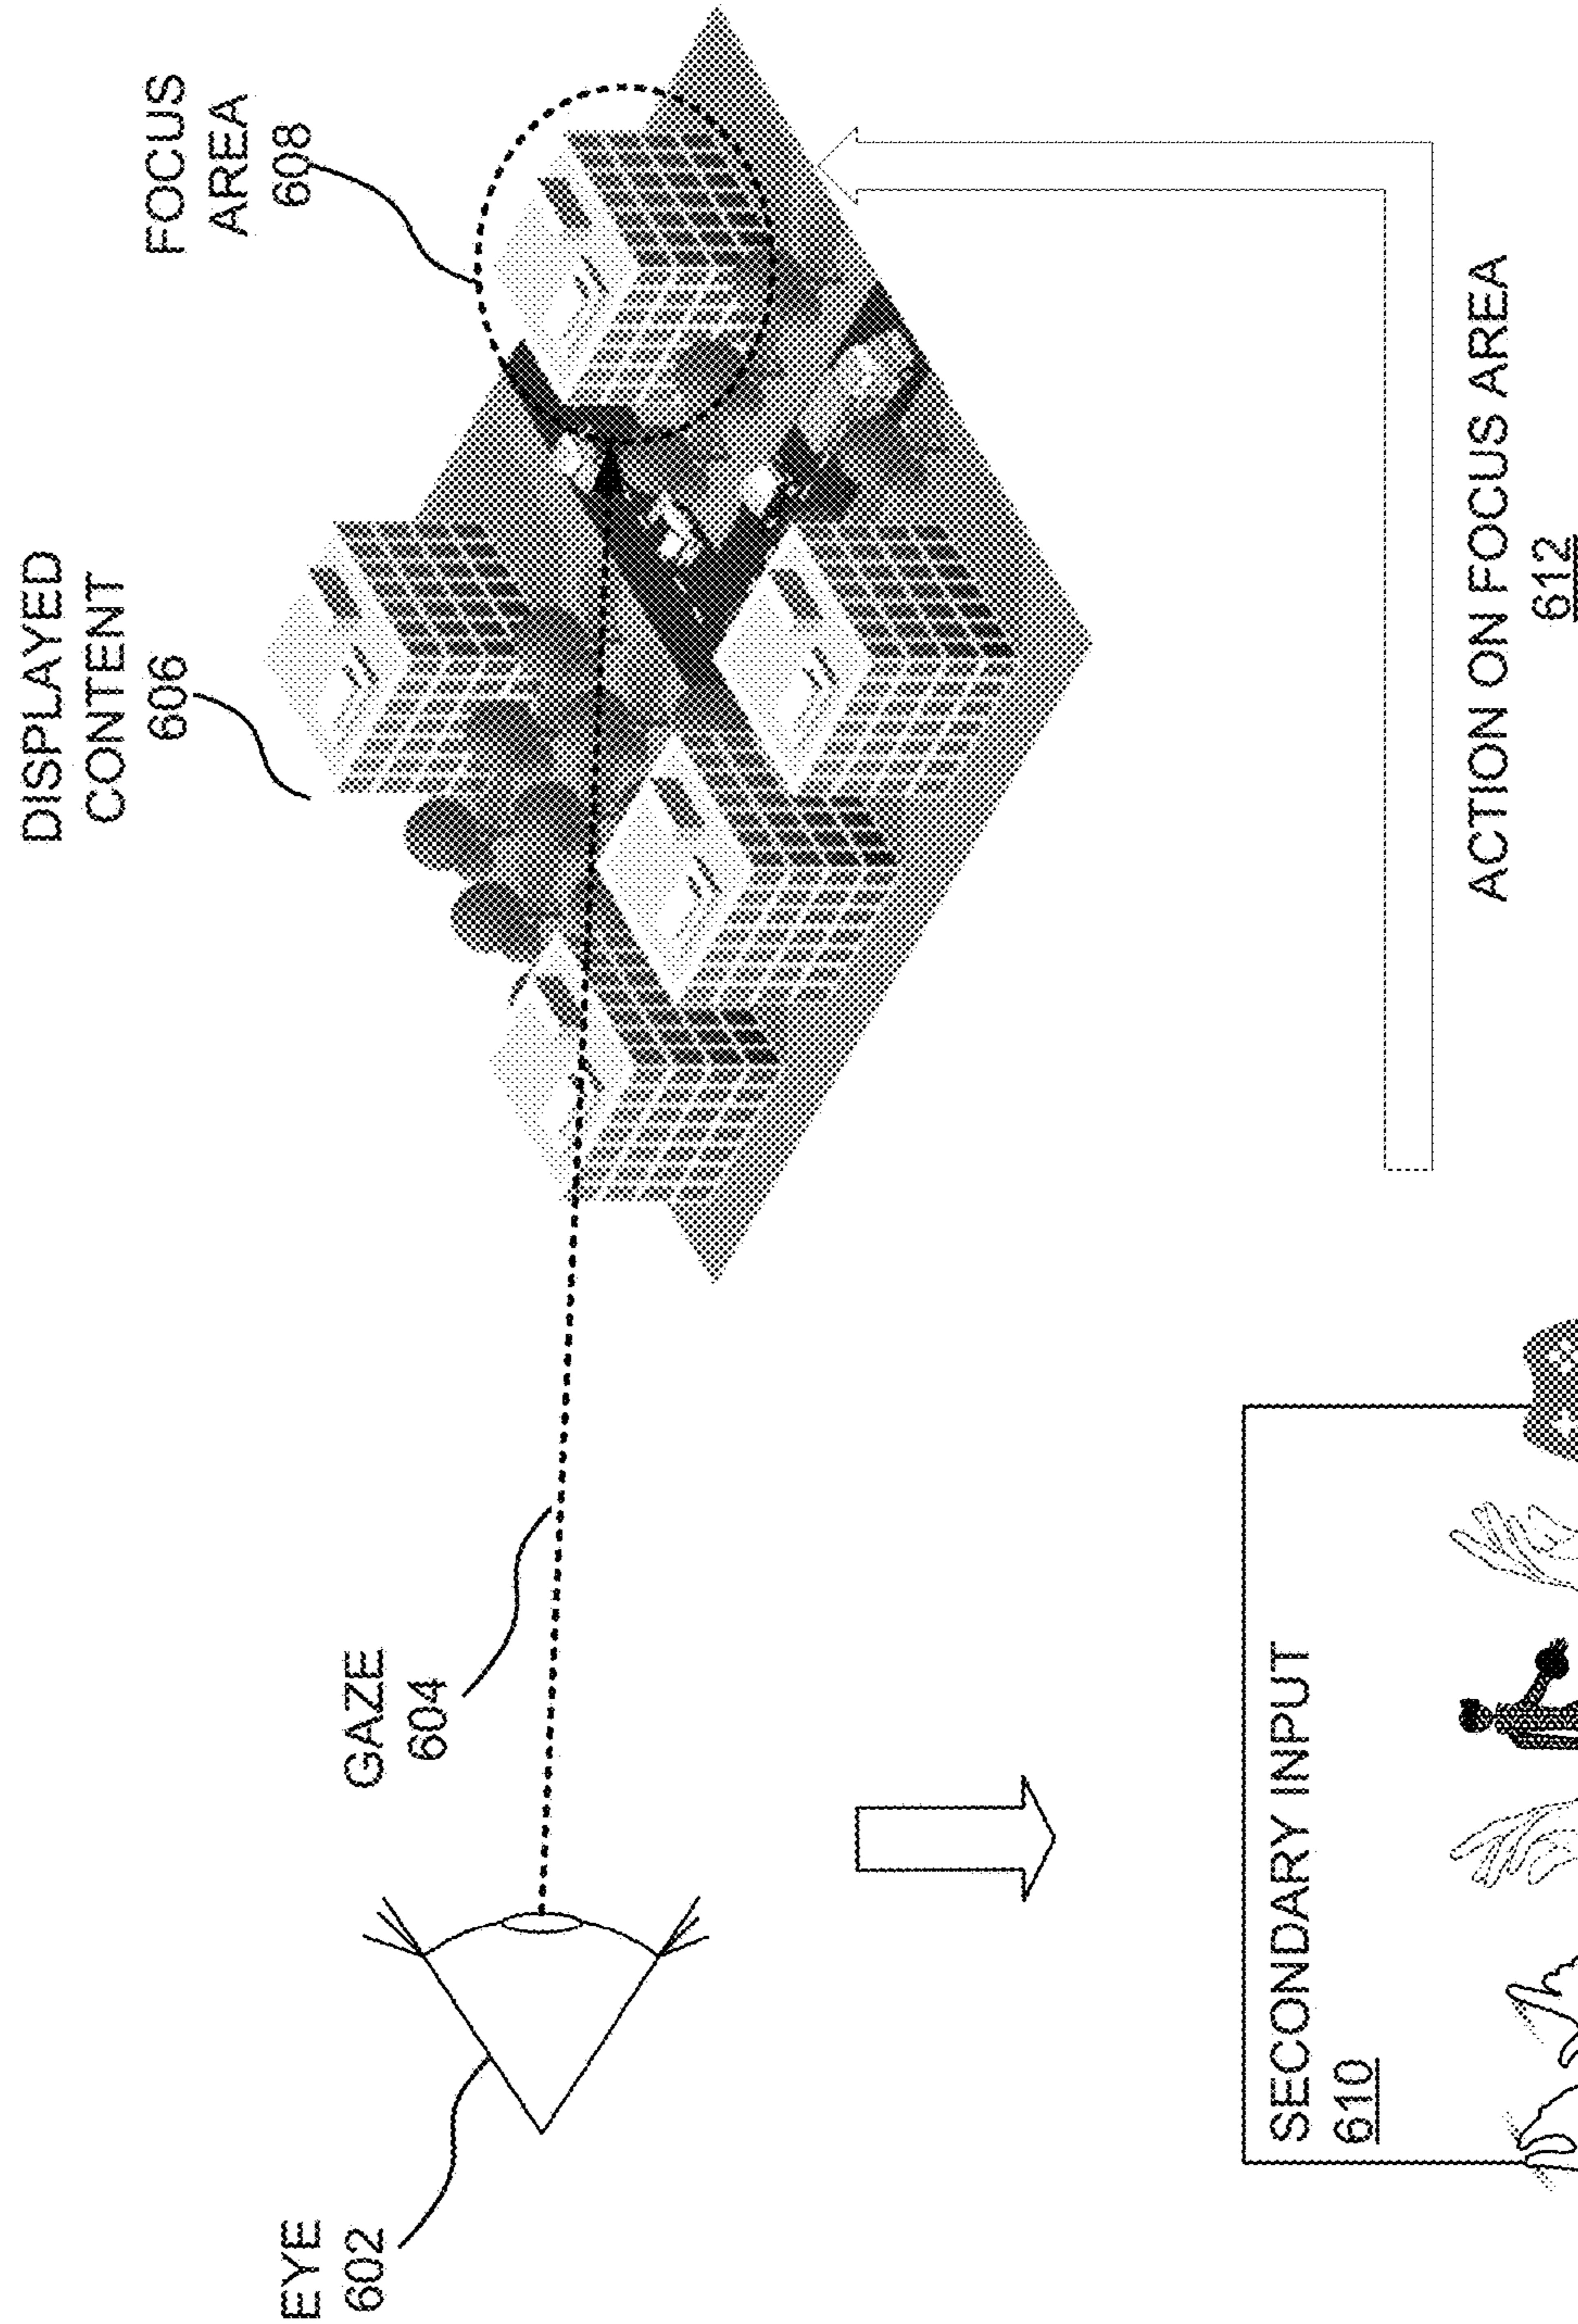 DISPLAYED
CONTENT
606
FOCUS
AREA
608
GAZE
604
EYE
602
SECONDARY INPUT
610
ACTION ON FOCUS AREA
612